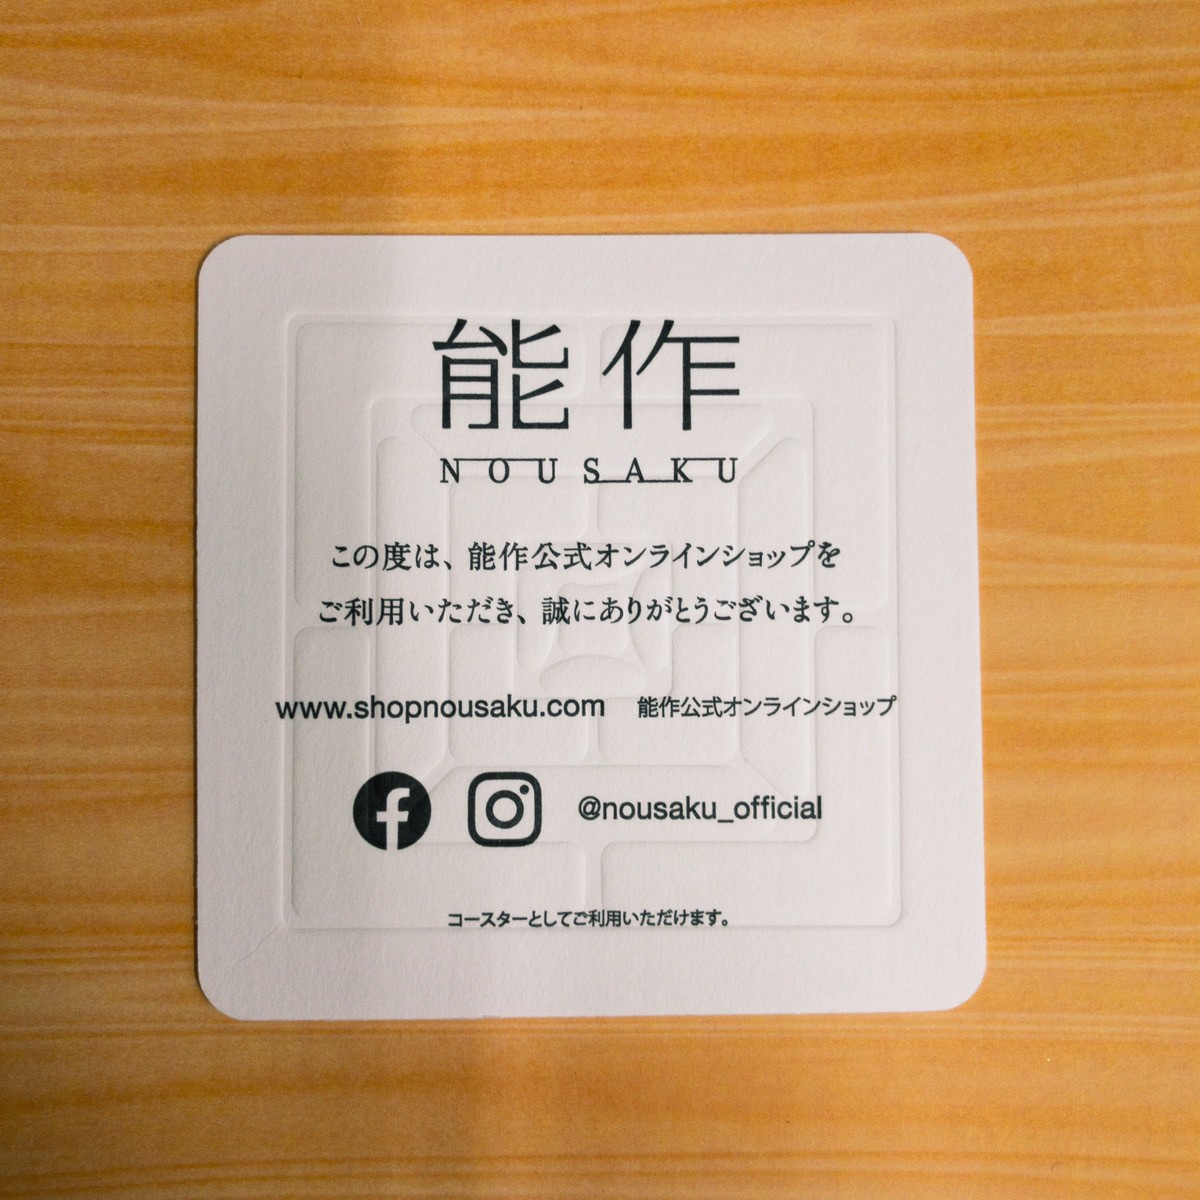 能作
NOUSAKU
この度は、能作公式オンラインショップを
ご利用いただき、誠にありがとうございます。
www.shopnousaku.com 能作公式オンラインショップ
@nousaku_official
コースターとしてご利用いただけます。